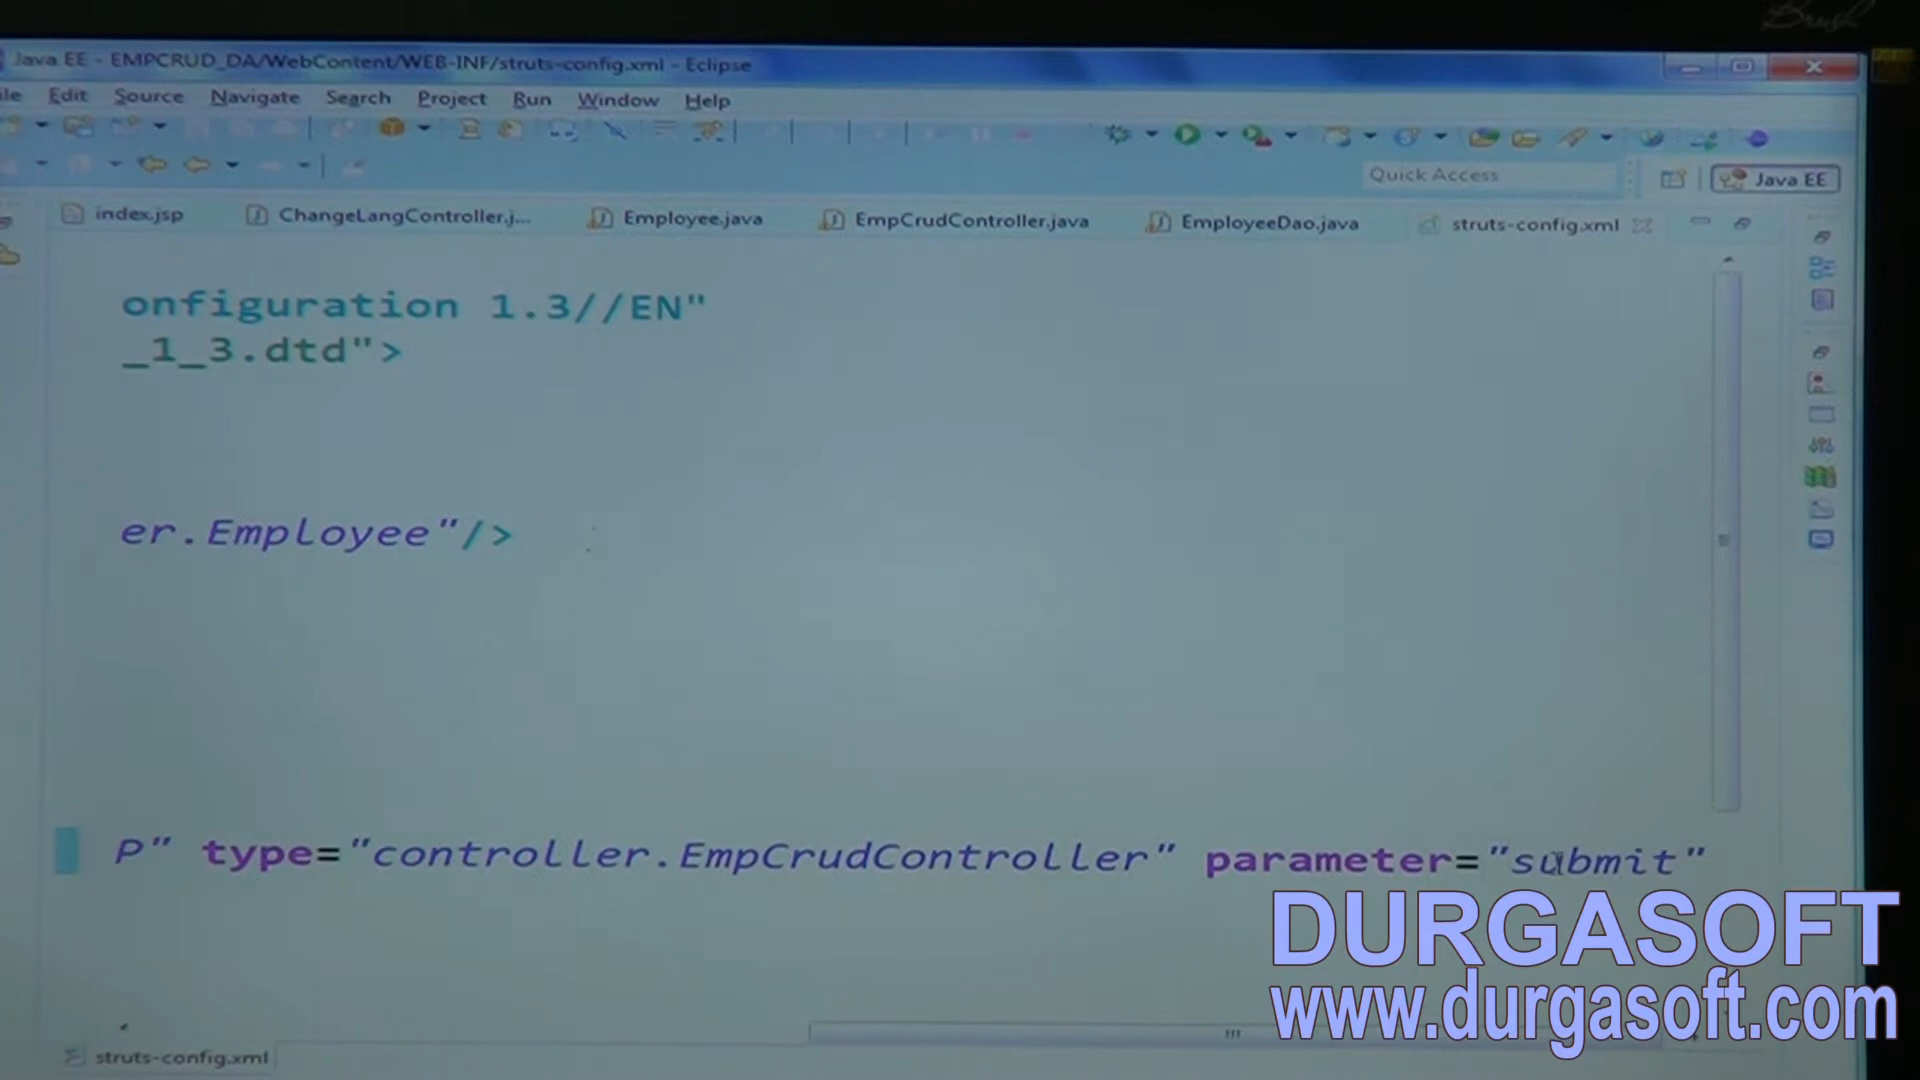 Brush
Java EE - EMPCRUD_DA/WebContent/WEB-INF/struts-config.xml - Eclipse
Edit Source Navigate Search Project Run Window Help
Quick Access
Java EE
index.jsp ChangeLangController.j... Employee.java EmpCrudController.java EmployeeDao.java struts-config.xml
onfiguration 1.3//EN"
_1_3.dtd">
er.Employee"/>
P" type="controller.EmpCrudController" parameter="submit"
DURGASOFT
www.durgasoft.com
struts-config.xml